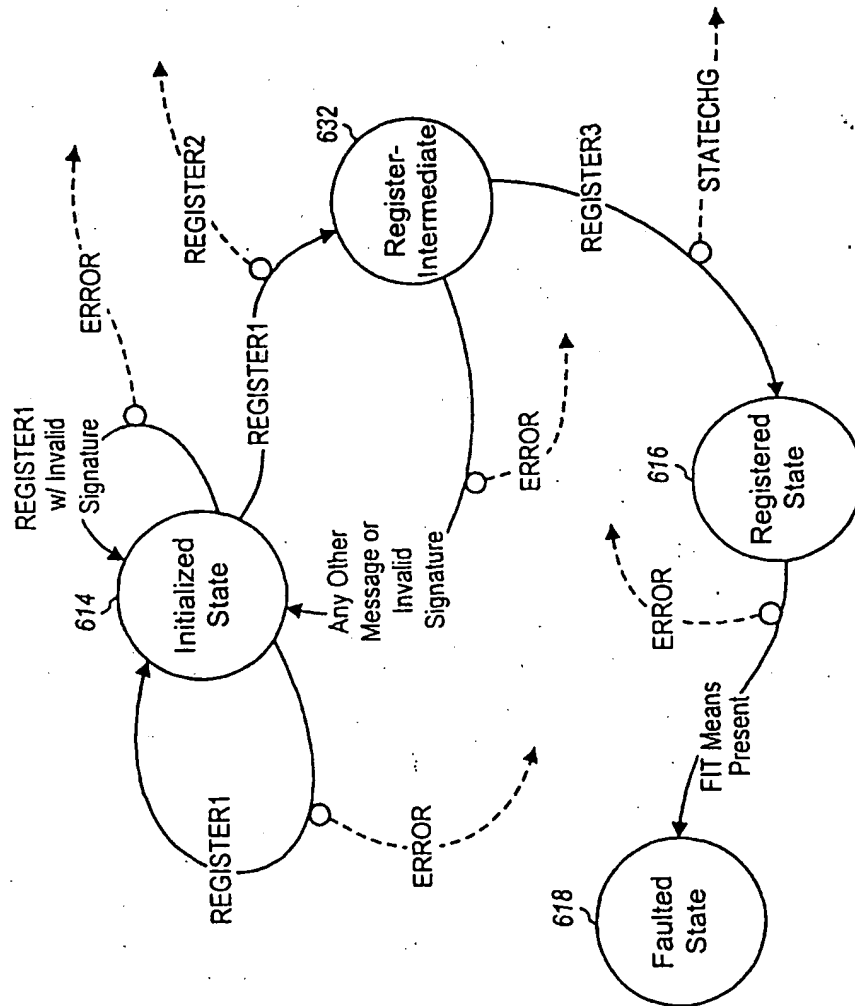 REGISTER1
w/ Invalid
Signature
ERROR
614
Initialized
State
REGISTER1
ERROR
REGISTER1
REGISTER2
632
Register-
Intermediate
Any Other
Message or
Invalid
Signature
ERROR
REGISTER3
STATECHG
616
Registered
State
ERROR
FIT Means
Present
618
Faulted
State